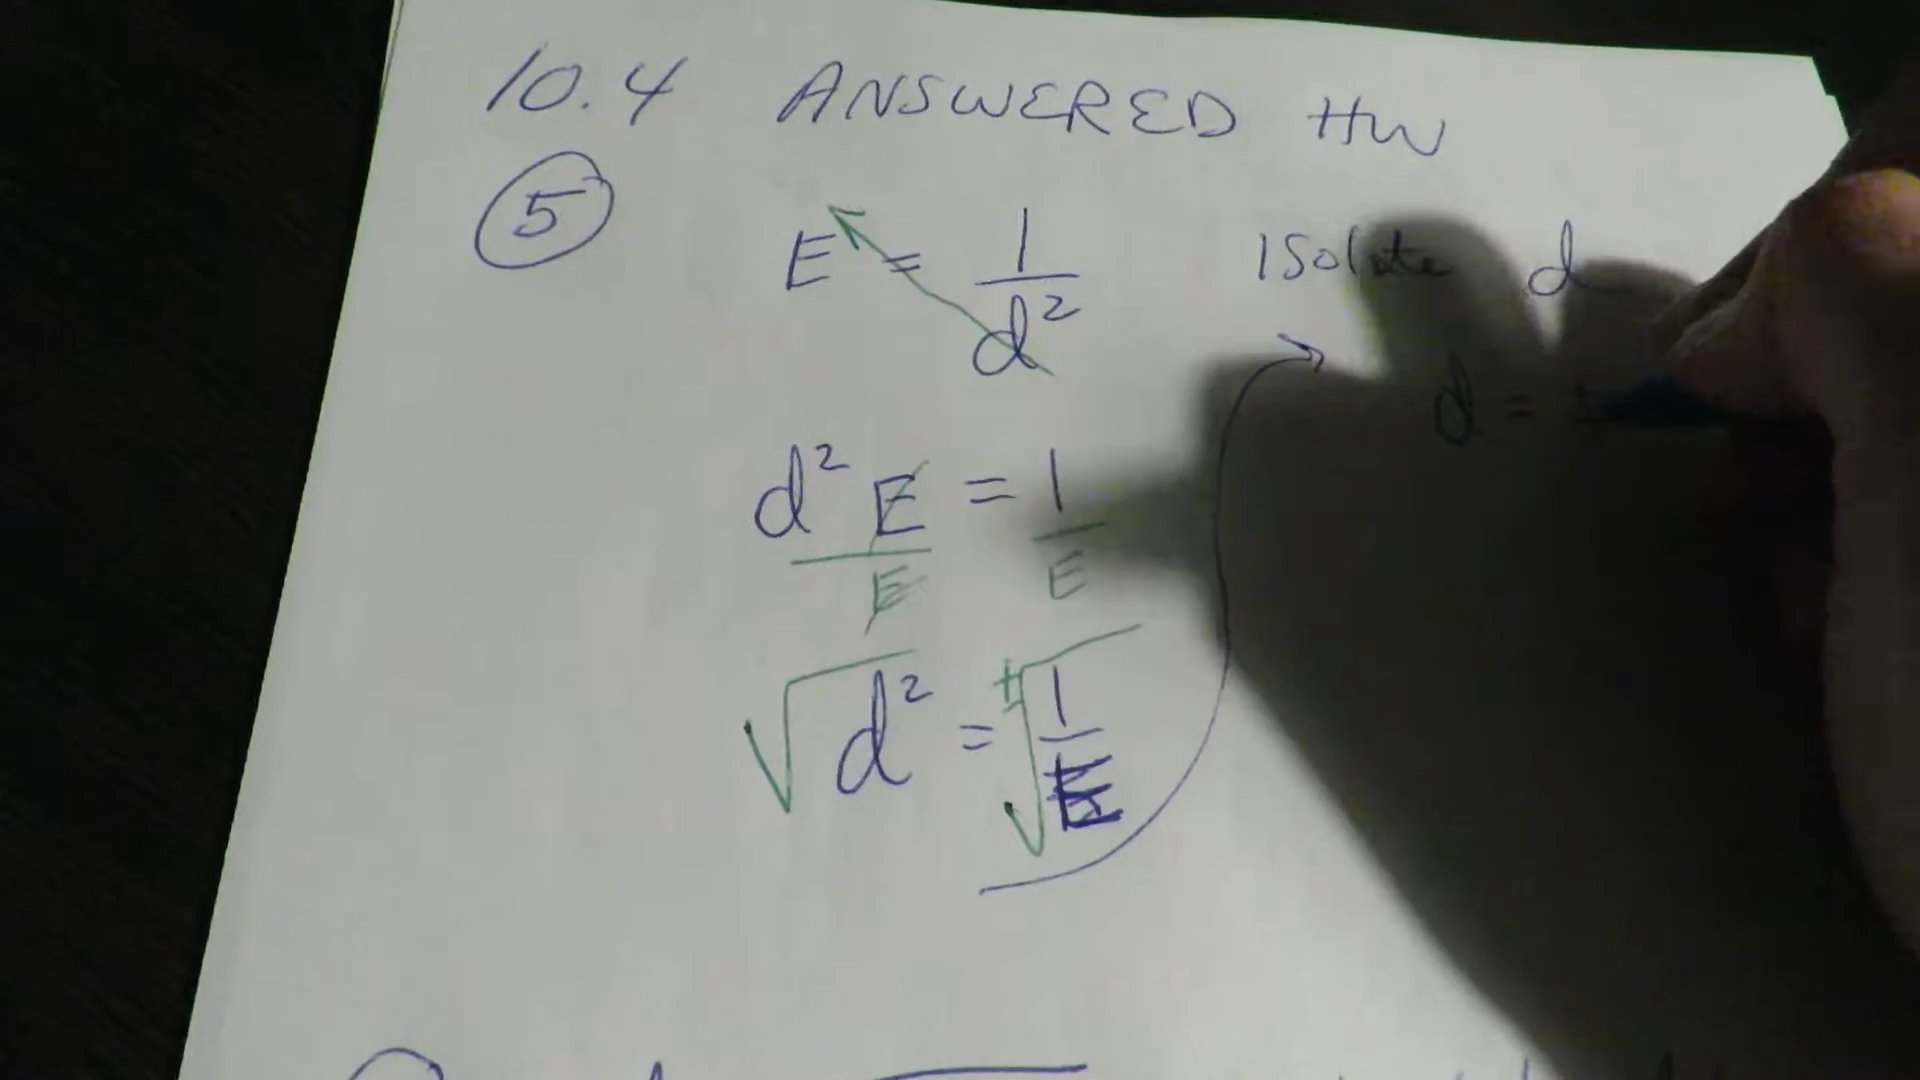 10.4 ANSWERED HW
5
E = 1/d² Isolate d
d =
d² E = 1
E E
√d² = ±√1/E